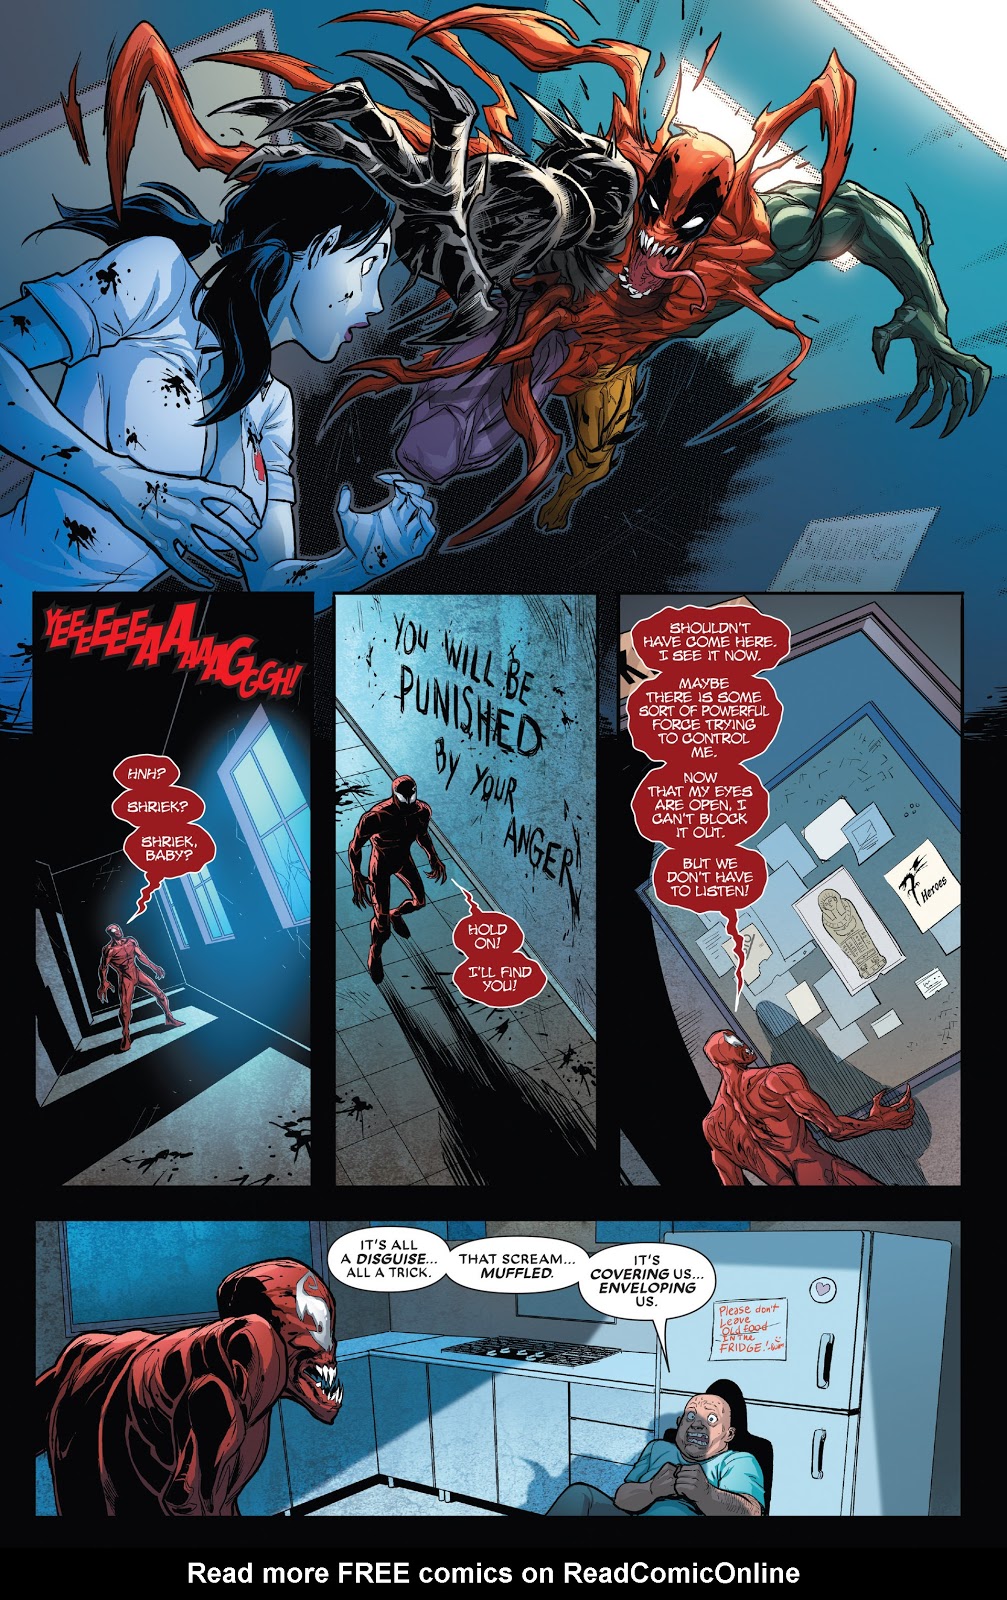 YEEEEEEAAAAAGGGH!
HNH?
SHRIEK?
SHRIEK,
BABY?
YOU WILL BE
PUNISHED
BY YOUR
ANGER
HOLD
ON!
I'LL FIND
YOU!
SHOULDN'T
HAVE COME HERE.
I SEE IT NOW.
MAYBE
THERE IS SOME
SORT OF POWERFUL
FORCE TRYING
TO CONTROL
ME.
NOW
THAT MY EYES
ARE OPEN, I
CAN'T BLOCK
IT OUT.
BUT WE
DON'T HAVE
TO LISTEN!
Heroes
IT'S ALL
A DISGUISE...
ALL A TRICK.
THAT SCREAM...
MUFFLED.
IT'S
COVERING US...
ENVELOPING
US.
Please don't
Leave
OLD FOOD
IN THE
FRIDGE!
Read more FREE comics on ReadComicOnline